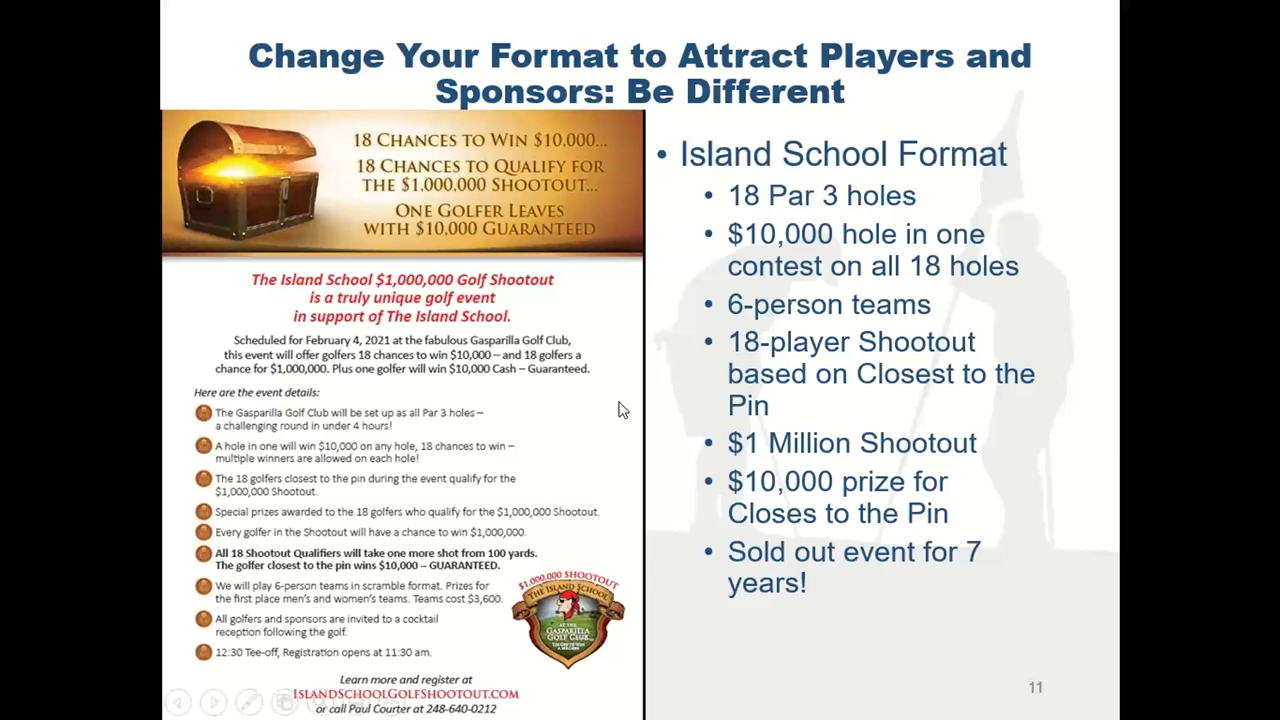 Change Your Format to Attract Players and
Sponsors: Be Different
18 CHANCES TO WIN $10,000...
18 CHANCES TO QUALIFY FOR
THE $1,000,000 SHOOTOUT...
ONE GOLFER LEAVES
WITH $10,000 GUARANTEED
The Island School $1,000,000 Golf Shootout
is a truly unique golf event
in support of The Island School.
Scheduled for February 4, 2021 at the fabulous Gasparilla Golf Club,
this event will offer golfers 18 chances to win $10,000 – and 18 golfers a
chance for $1,000,000. Plus one golfer will win $10,000 Cash – Guaranteed.
Here are the event details:
The Gasparilla Golf Club will be set up as all Par 3 holes –
a challenging round in under 4 hours!
A hole in one will win $10,000 on any hole, 18 chances to win –
multiple winners are allowed on each hole!
The 18 golfers closest to the pin during the event qualify for the
$1,000,000 Shootout.
Special prizes awarded to the 18 golfers who qualify for the $1,000,000 Shootout.
Every golfer in the Shootout will have a chance to win $1,000,000.
All 18 Shootout Qualifiers will take one more shot from 100 yards.
The golfer closest to the pin wins $10,000 – GUARANTEED.
We will play 6-person teams in scramble format. Prizes for
the first place men's and women's teams. Teams cost $3,600.
All golfers and sponsors are invited to a cocktail
reception following the golf.
12:30 Tee-off, Registration opens at 11:30 am.
$1,000,000 SHOOTOUT
THE ISLAND SCHOOL
AT THE
GASPARILLA
GOLF CLUB
Learn more and register at
ISLANDSCHOOLGOLFSHOOTOUT.COM
or call Paul Courter at 248-640-0212
• Island School Format
• 18 Par 3 holes
• $10,000 hole in one
contest on all 18 holes
• 6-person teams
• 18-player Shootout
based on Closest to the
Pin
• $1 Million Shootout
• $10,000 prize for
Closes to the Pin
• Sold out event for 7
years!
11